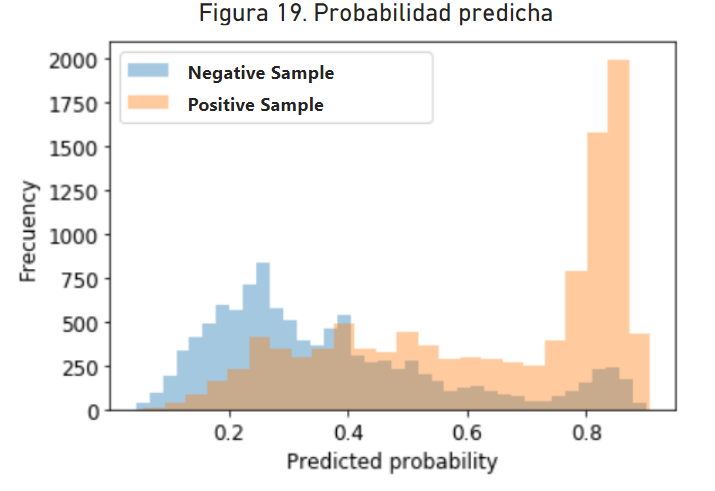 Figura 19. Probabilidad predicha
Negative Sample
Positive Sample
2000
1750
1500
1250
1000
750
500
250
0
Frecuency
0.2 0.4 0.6 0.8
Predicted probability